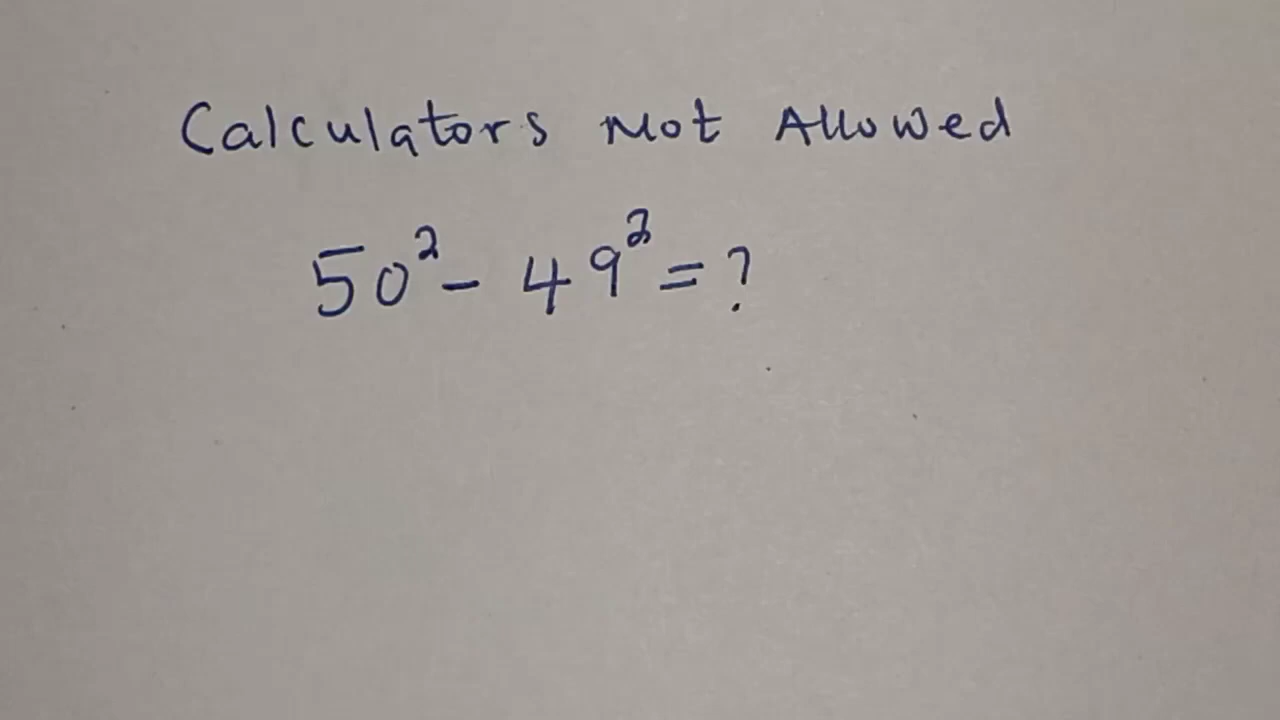 Calculators Not Allowed
50² - 49² = ?